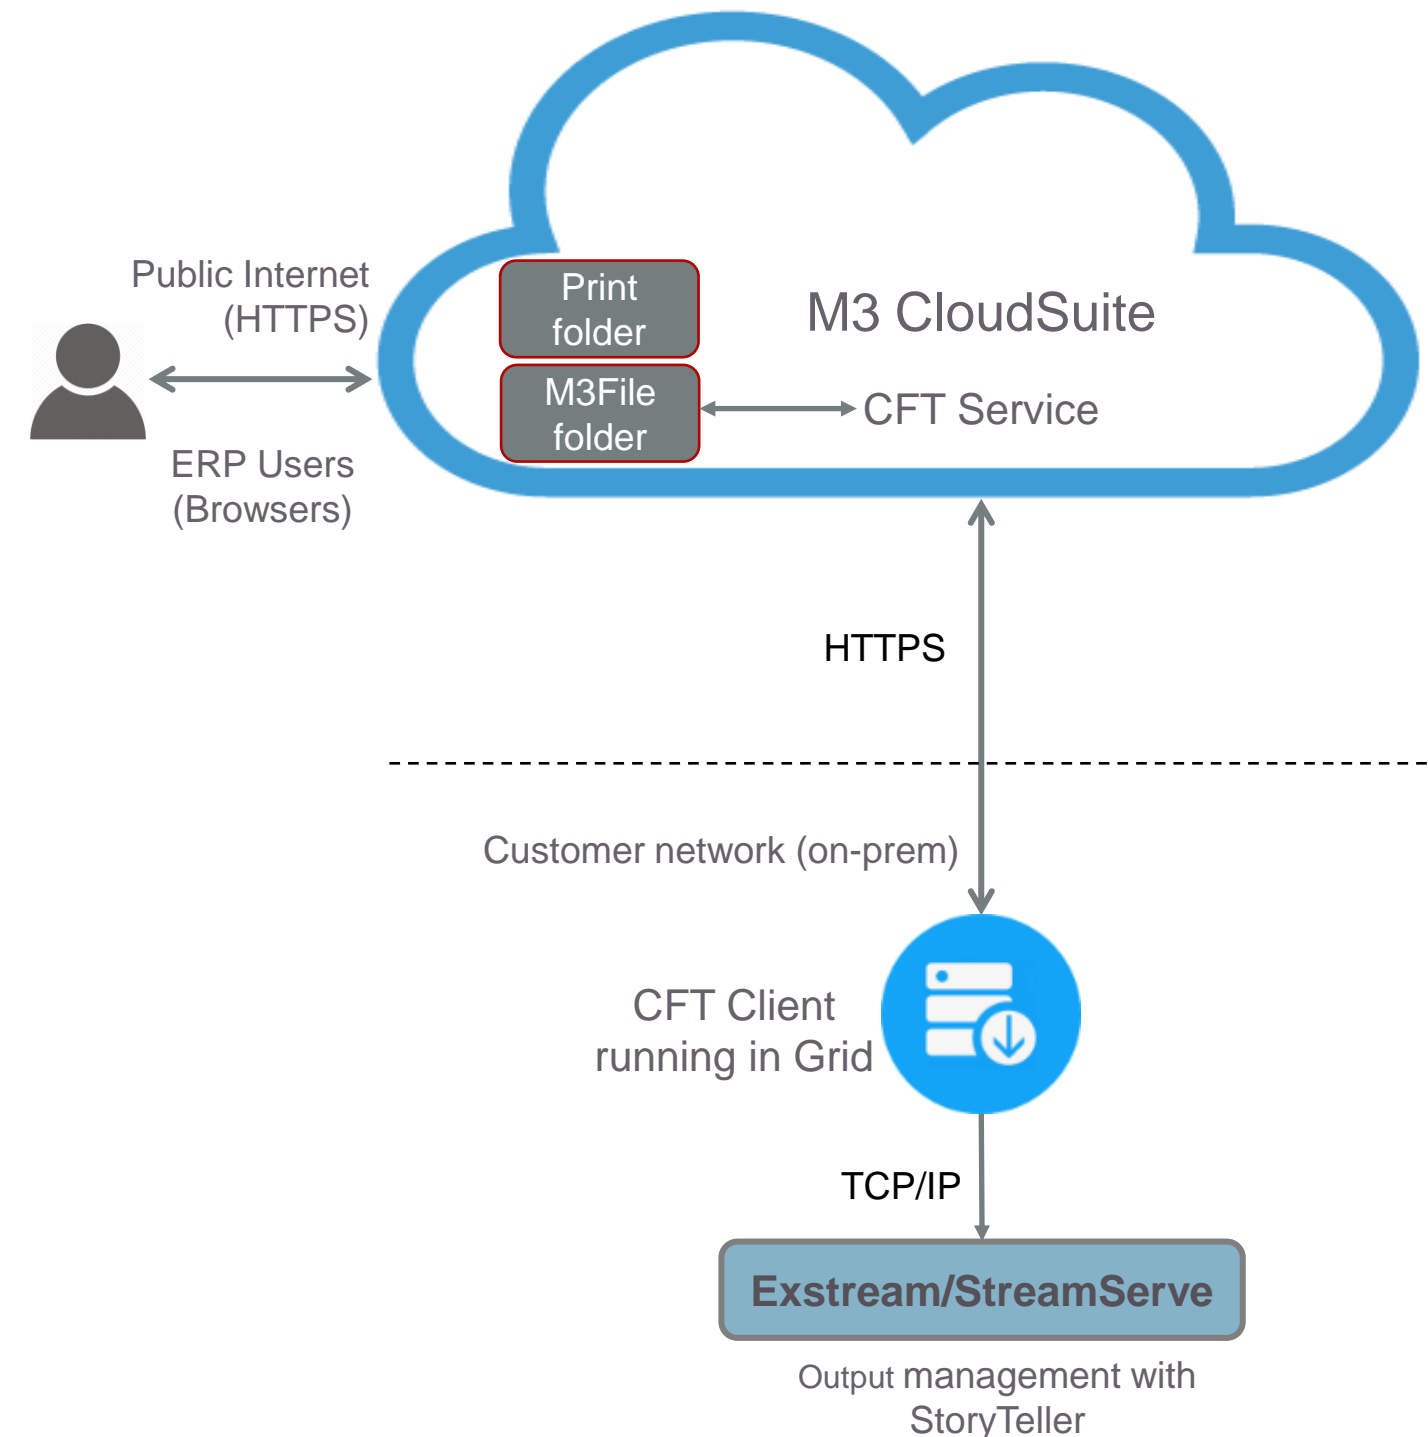 Public Internet
(HTTPS)
ERP Users
(Browsers)
Print
folder
M3File
folder
M3 CloudSuite
CFT Service
HTTPS
Customer network (on-prem)
CFT Client
running in Grid
TCP/IP
Exstream/StreamServe
Output management with
StoryTeller